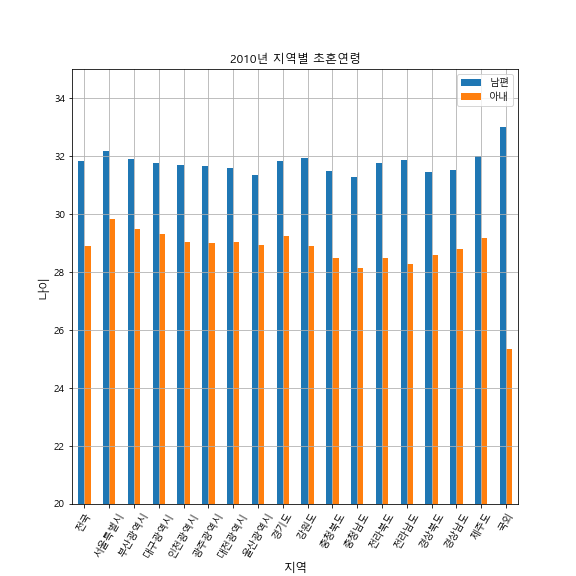 2010년 지역별 초혼연령
남편
아내
34
32
30
28
26
24
22
20
나이
전국
서울특별시
부산광역시
대구광역시
인천광역시
광주광역시
대전광역시
울산광역시
경기도
강원도
충청북도
충청남도
전라북도
전라남도
경상북도
경상남도
제주도
국외
지역